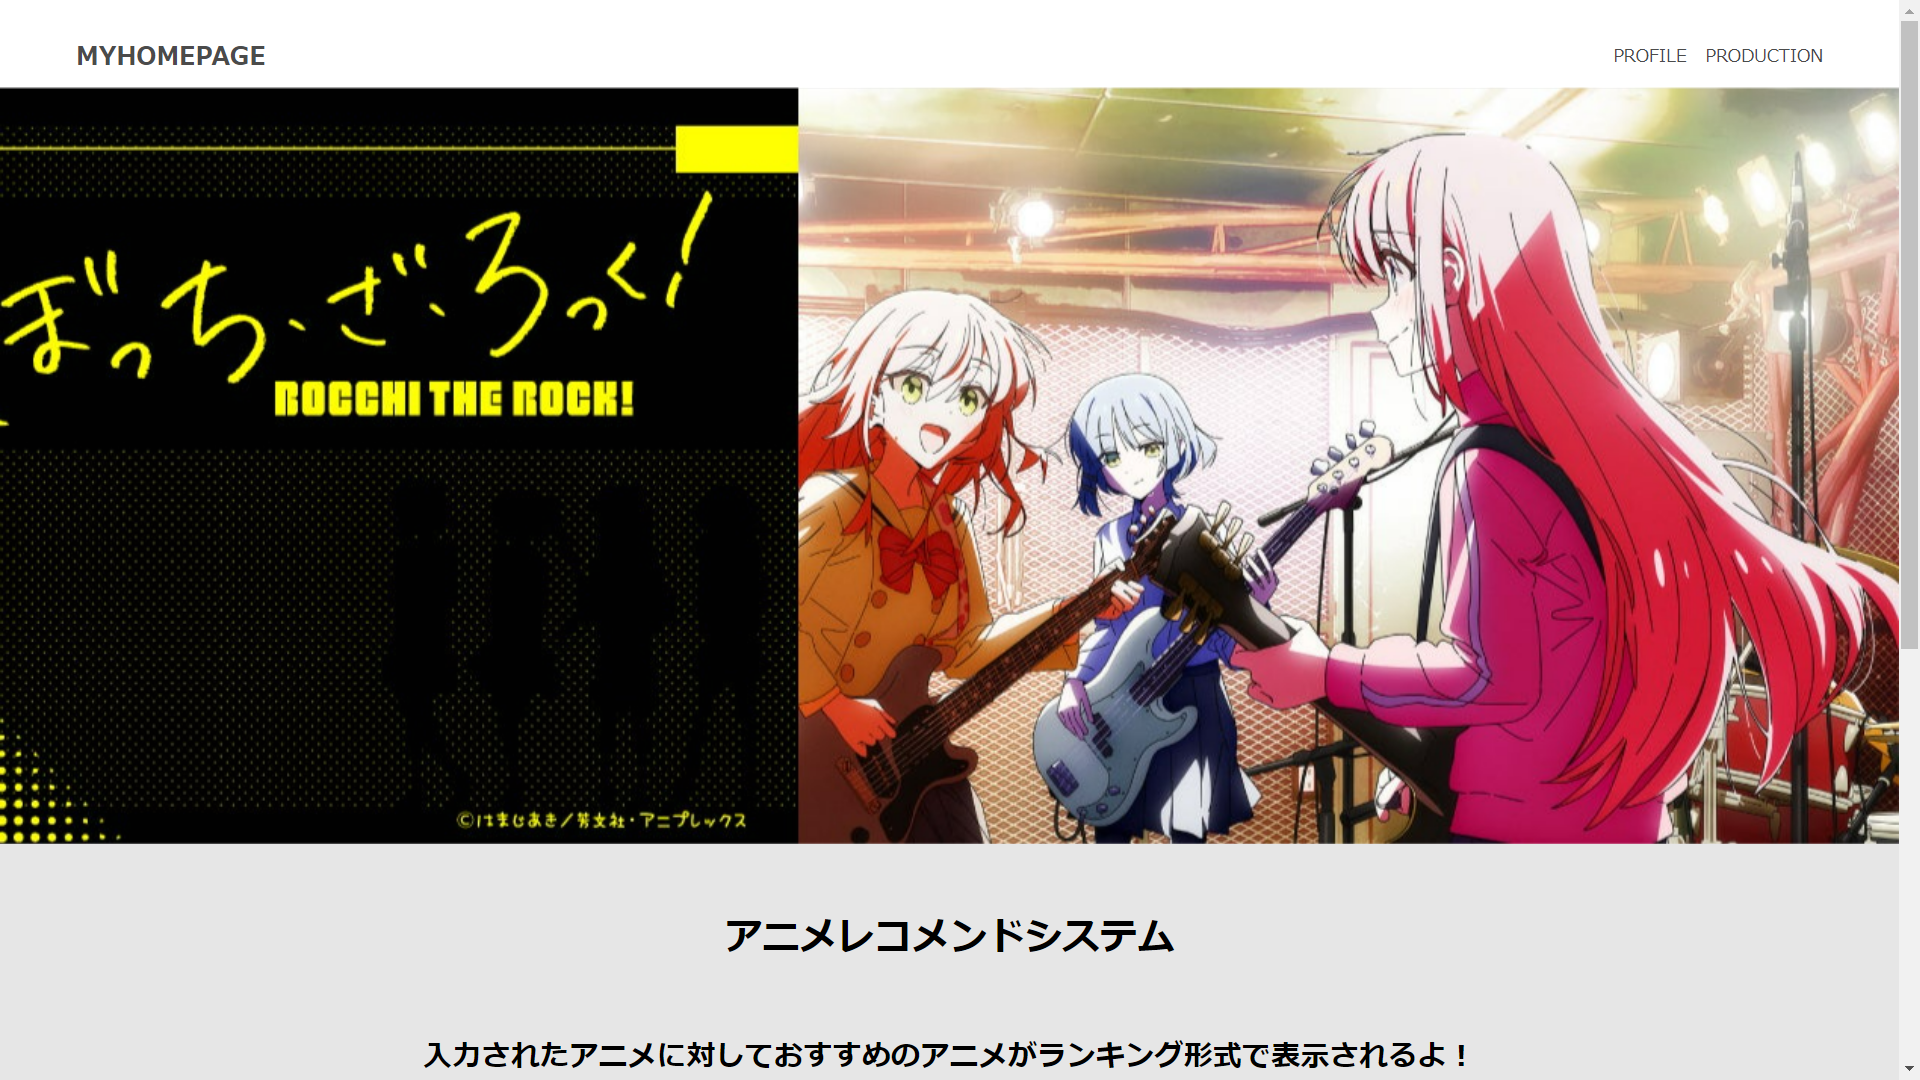 MYHOMEPAGE
PROFILE PRODUCTION
ぼっち・ざ・ろっく!
BOCCHI THE ROCK!
©はまじあき/芳文社・アニプレックス
アニメレコメンドシステム
入力されたアニメに対しておすすめのアニメがランキング形式で表示されるよ!